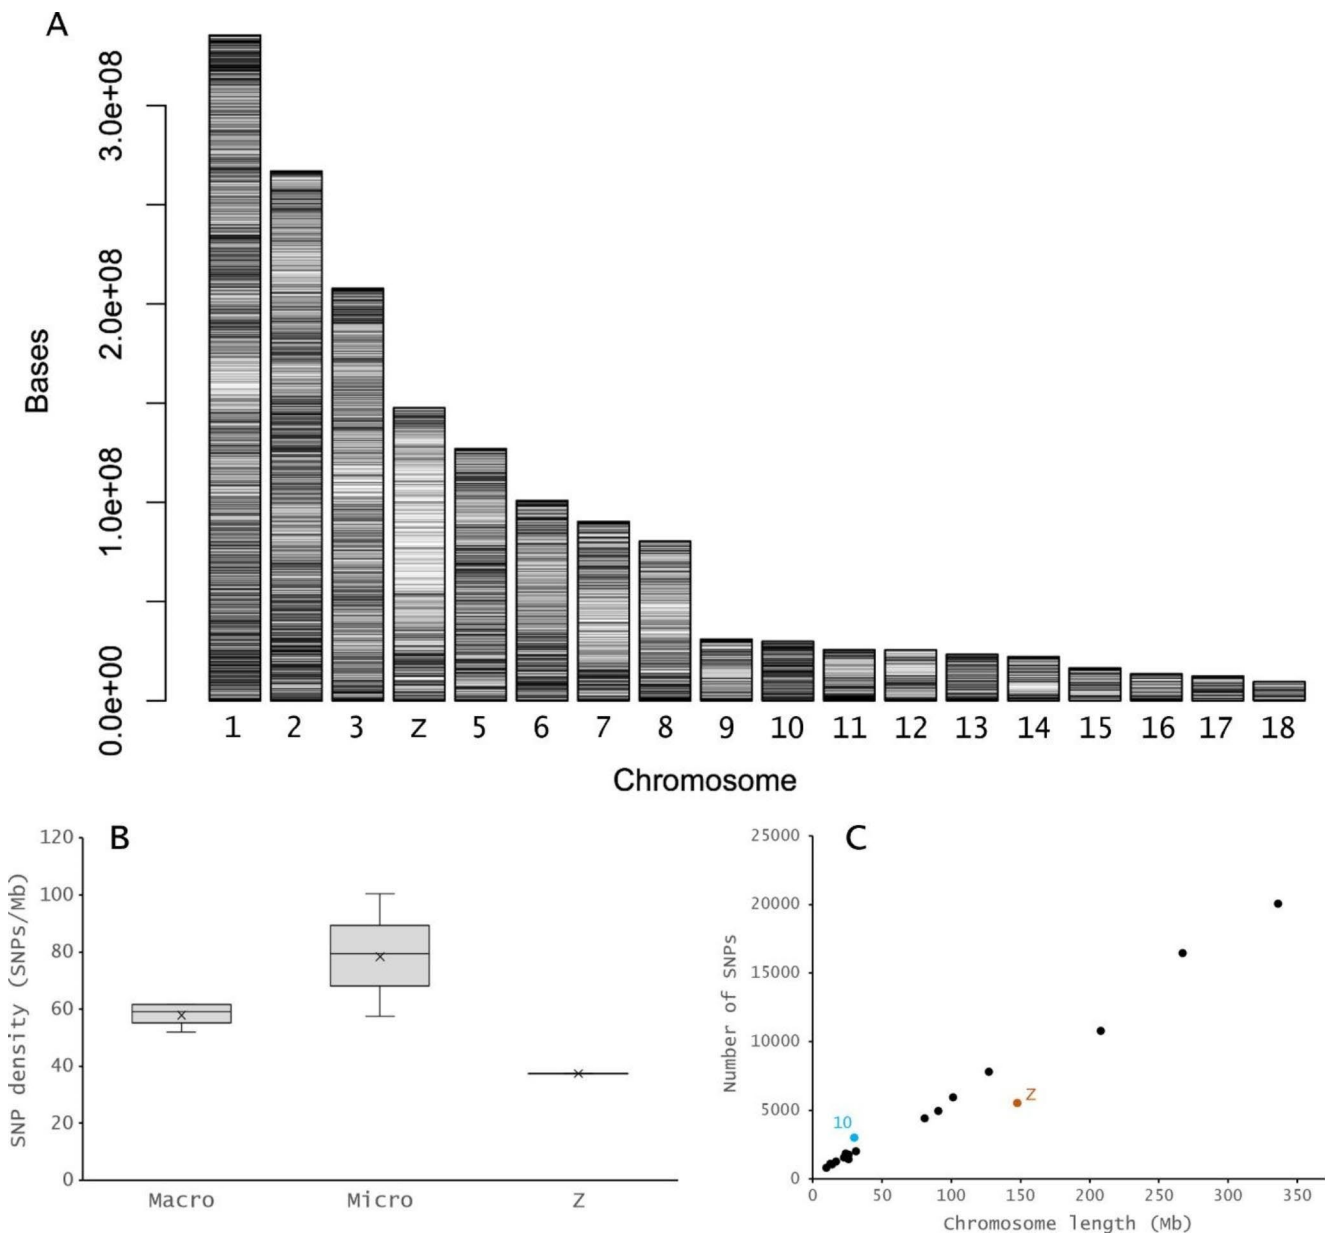 A
Bases
3.0e+08
2.0e+08
1.0e+08
0.0e+00
1 2 3 Z 5 6 7 8 9 10 11 12 13 14 15 16 17 18
Chromosome
B
SNP density (SNPs/Mb)
120
100
80
60
40
20
0
Macro Micro Z
C
Number of SNPs
25000
20000
15000
10000
5000
0
10
Z
0 50 100 150 200 250 300 350
Chromosome length (Mb)